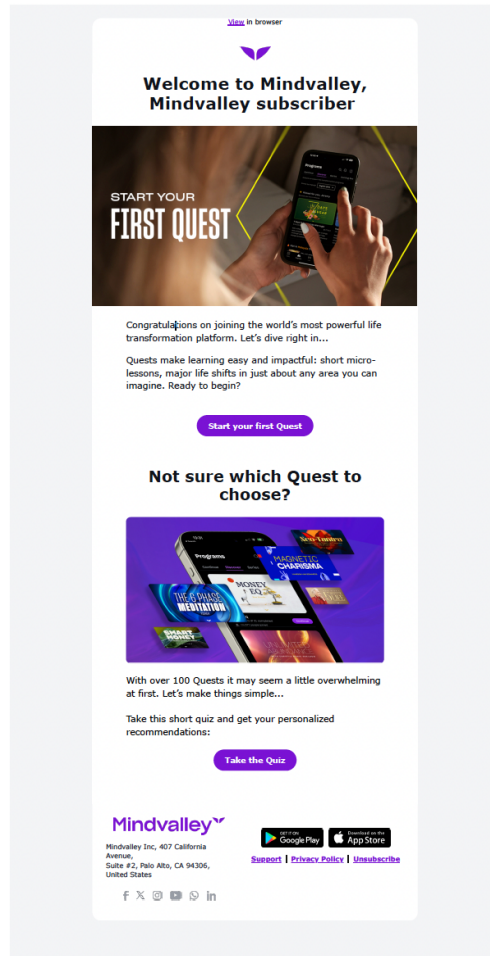 View in browser
Welcome to Mindvalley,
Mindvalley subscriber
START YOUR
FIRST QUEST
Programs
Congratulations on joining the world's most powerful life
transformation platform. Let's dive right in...
Quests make learning easy and impactful: short micro-
lessons, major life shifts in just about any area you can
imagine. Ready to begin?
Start your first Quest
Not sure which Quest to
choose?
Programs
Neo-Tantra
MAGNETIC
CHARISMA
MONEY
EQ
THE G PHASE
MEDITATION
SMART
MONEY
With over 100 Quests it may seem a little overwhelming
at first. Let's make things simple...
Take this short quiz and get your personalized
recommendations:
Take the Quiz
Mindvalley
Mindvalley Inc, 407 California
Avenue,
Suite #2, Palo Alto, CA 94306,
United States
GET IT ON
Google Play
Download on the
App Store
Support | Privacy Policy | Unsubscribe